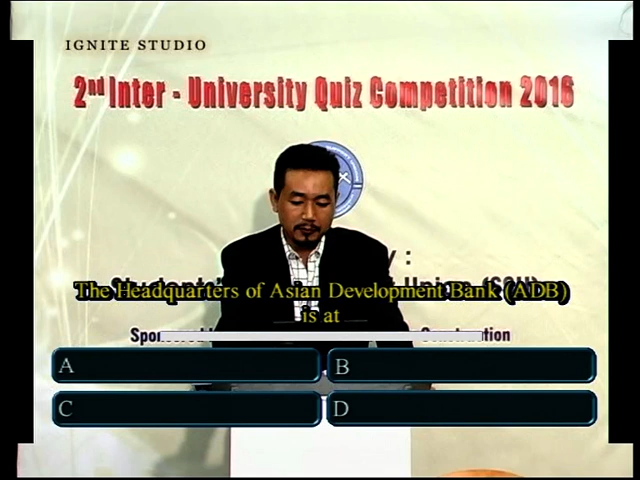 IGNITE STUDIO
2nd Inter - University Quiz Competition 2016
The Headquarters of Asian Development Bank (ADB)
is at
A
B
C
D